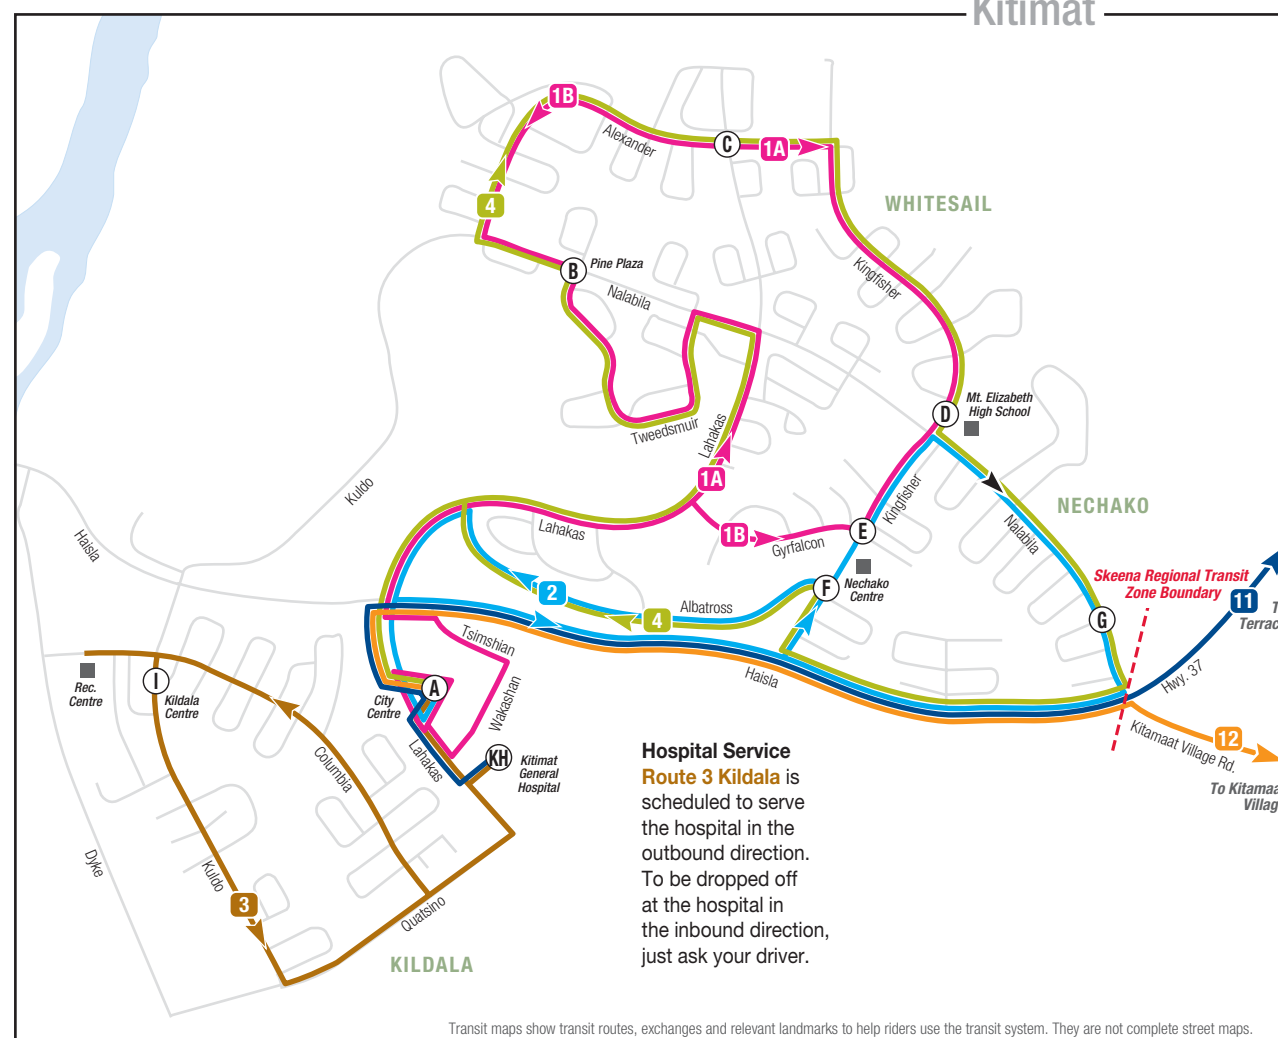 Kitimat
1B
Alexander
C
1A
4
WHITESAIL
B
Pine Plaza
Nalabila
Kingfisher
Mt. Elizabeth
High School
D
Tweedsmuir
Lahakas
1A
Kuldo
Kingfisher
NECHAKO
Haisla
Lahakas
1B
Gyrfalcon
E
Nalabila
Nechako
Centre
F
2
Albatross
4
Skeena Regional Transit
Zone Boundary
11
G
Tsimshian
Haisla
Hwy. 37
I
Rec.
Centre
Kildala
Centre
City
Centre
A
Wakashan
Lahakas
KH
Kitimat
General
Hospital
Kitamaat Village Rd.
12
Columbia
Hospital Service
Route 3 Kildala is
scheduled to serve
the hospital in the
outbound direction.
To be dropped off
at the hospital in
the inbound direction,
just ask your driver.
Dyke
Kuldo
3
Quatsino
KILDALA
To Kitamaa
Villag
Transit maps show transit routes, exchanges and relevant landmarks to help riders use the transit system. They are not complete street maps.